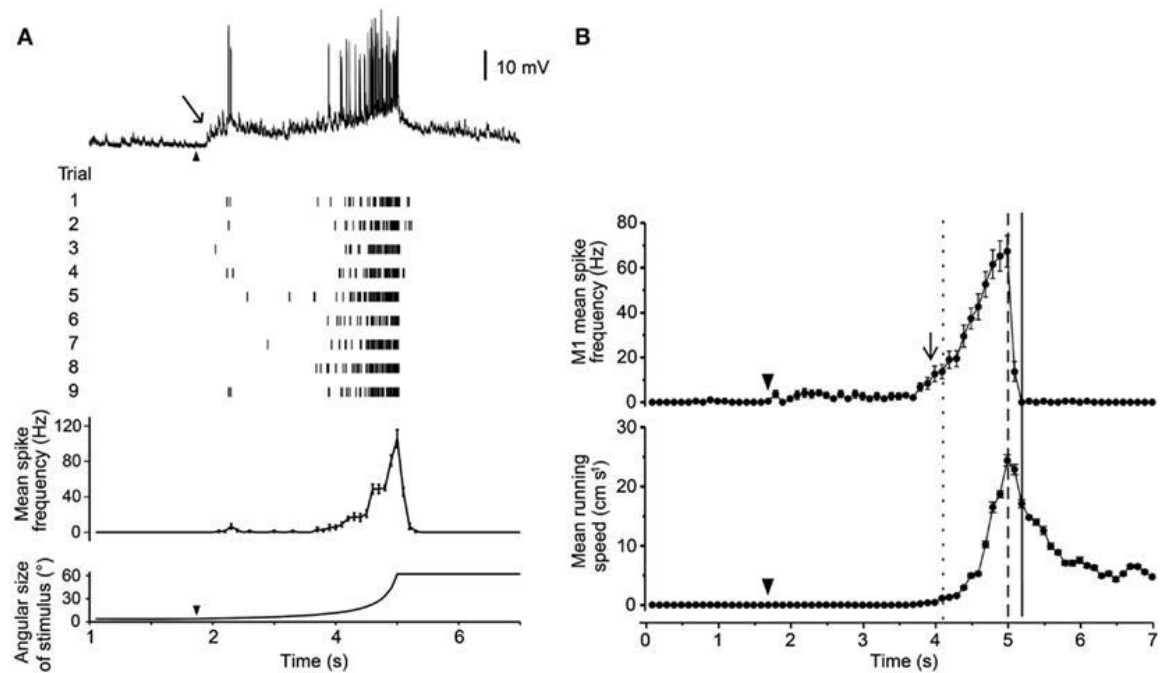 A
10 mV
Trial
1
2
3
4
5
6
7
8
9
Mean spike
frequency (Hz)
120
80
40
0
Angular size
of stimulus (°)
60
30
0
1
2
4
6
Time (s)
B
M1 mean spike
frequency (Hz)
80
60
40
20
0
Mean running
speed (cm s¹)
30
20
10
0
0
1
2
3
4
5
6
7
Time (s)